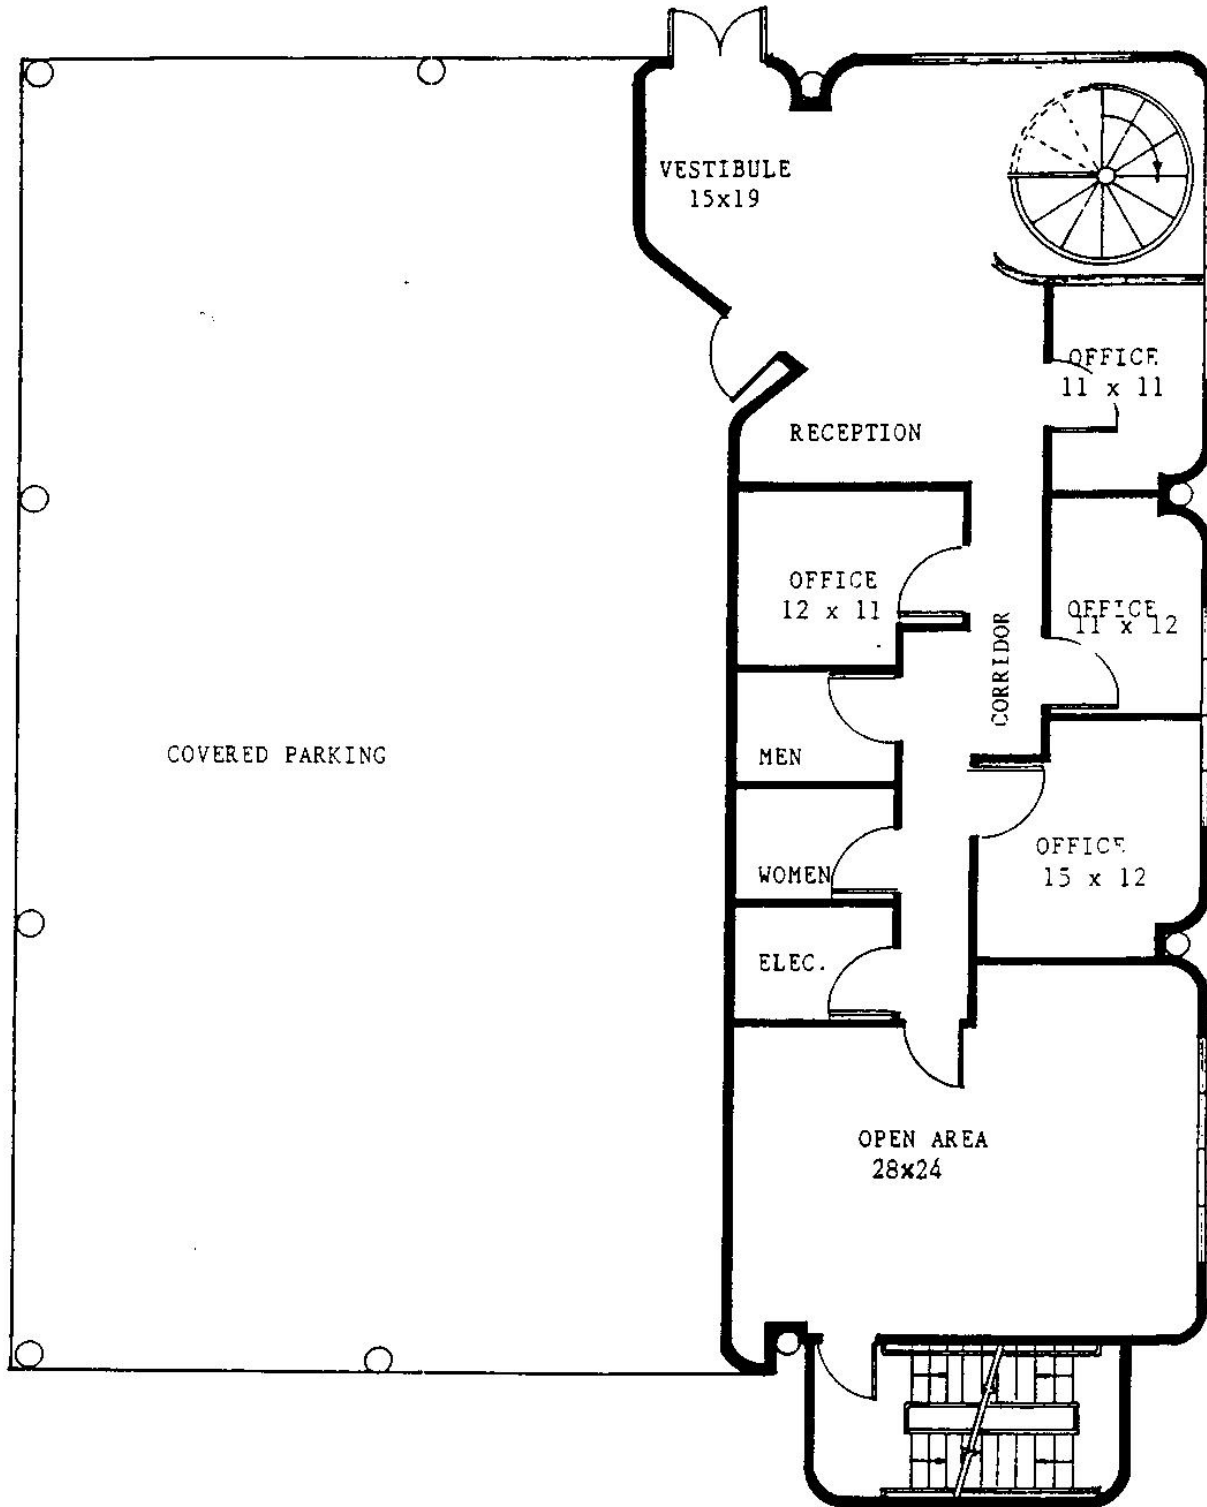 VESTIBULE
15x19
OFFICE
11 x 11
RECEPTION
OFFICE
12 x 11
OFFICE
11 x 12
CORRIDOR
COVERED PARKING
MEN
OFFICE
15 x 12
WOMEN
ELEC.
OPEN AREA
28x24